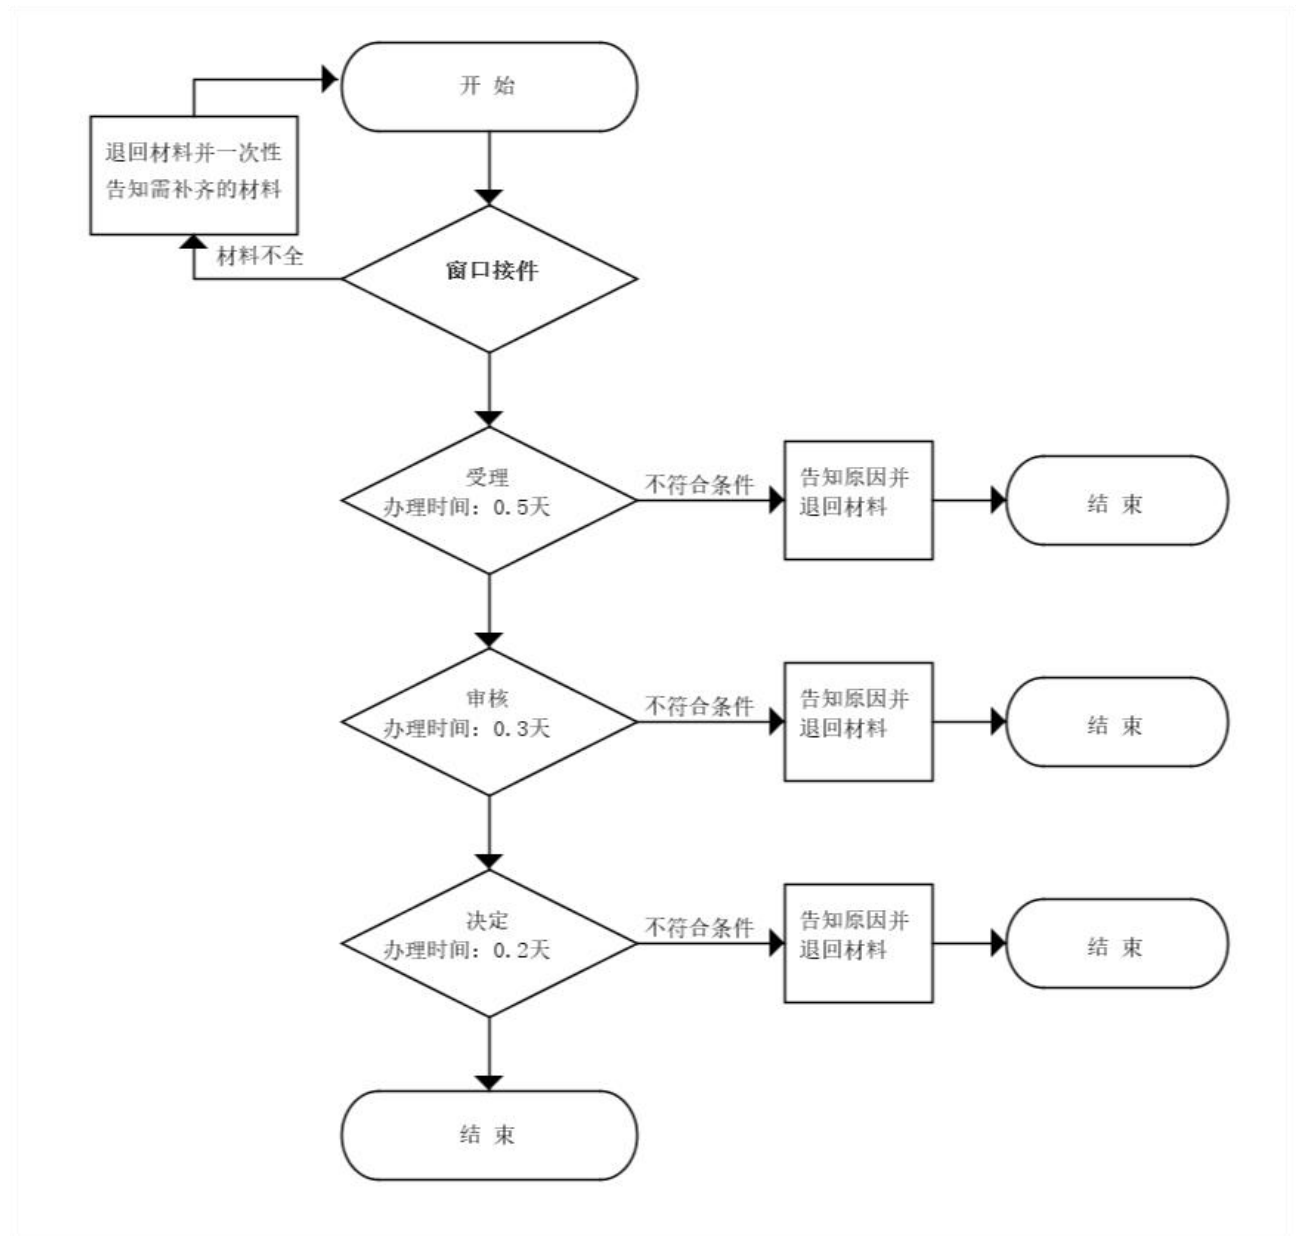 开 始
退回材料并一次性
告知需补齐的材料
材料不全
窗口接件
受理
办理时间：0.5天
不符合条件
告知原因并
退回材料
结 束
审核
办理时间：0.3天
不符合条件
告知原因并
退回材料
结 束
决定
办理时间：0.2天
不符合条件
告知原因并
退回材料
结 束
结 束